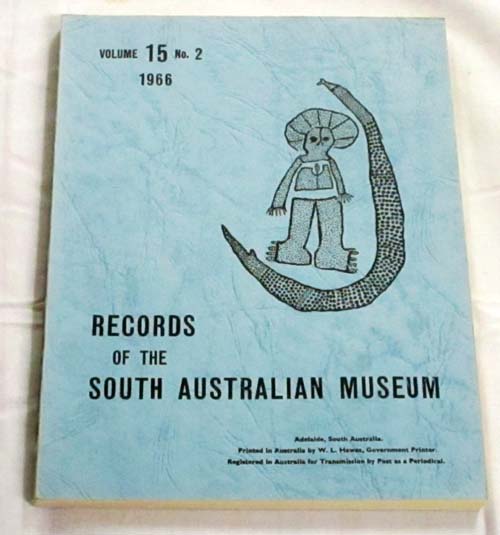 VOLUME 15 No. 2
1966
RECORDS
OF THE
SOUTH AUSTRALIAN MUSEUM
Adelaide, South Australia.
Printed in Australia by W. L. Hawes, Government Printer.
Registered in Australia for Transmission by Post as a Periodical.